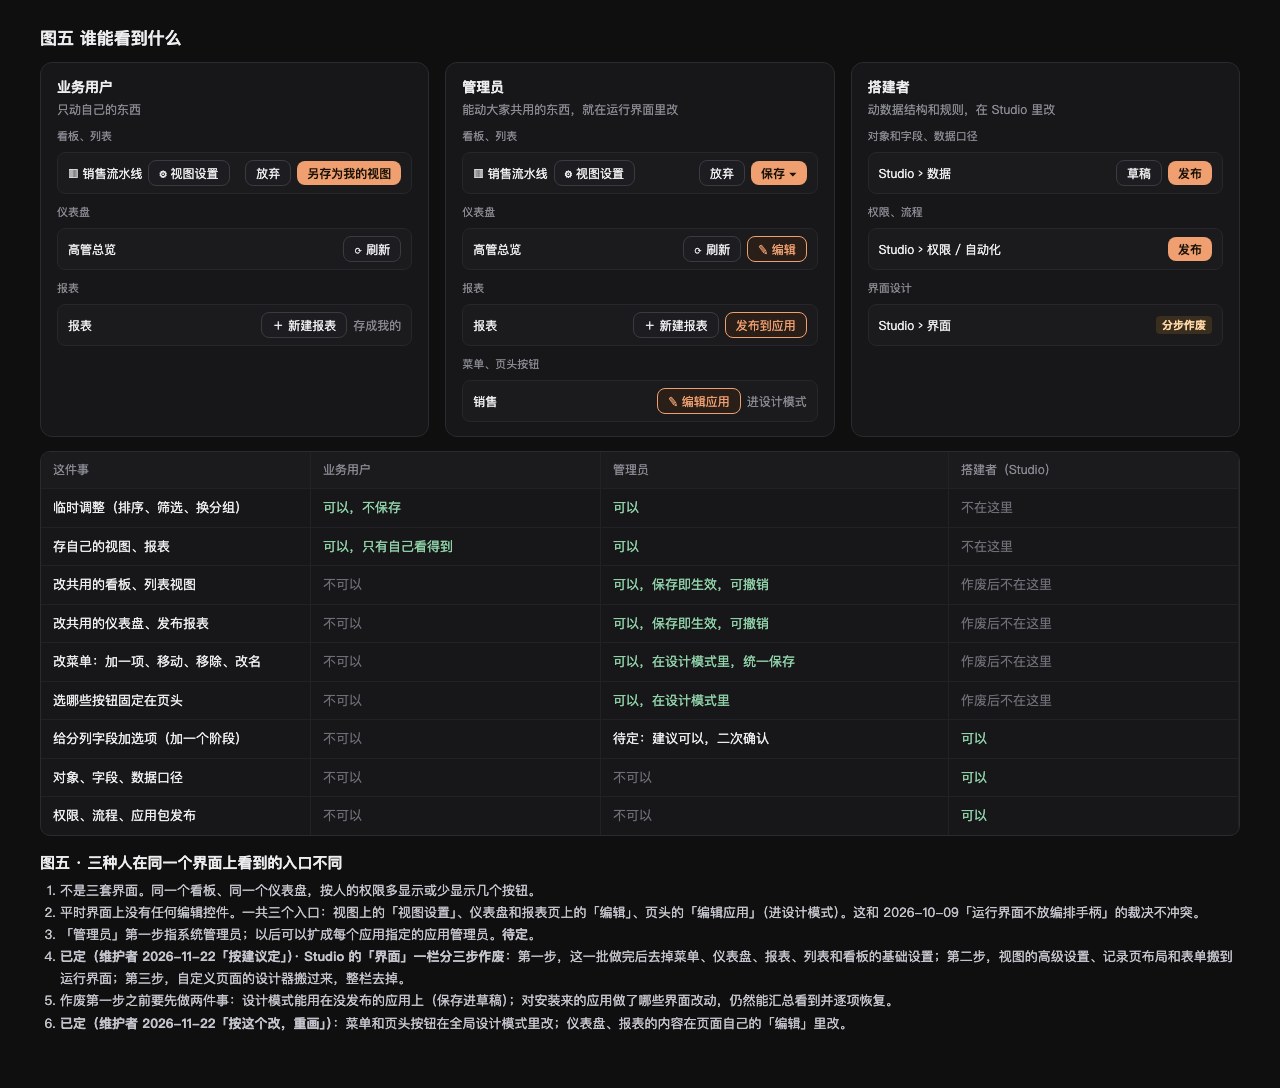 图五 谁能看到什么
业务用户
只动自己的东西
看板、列表
销售流水线 视图设置 放弃 另存为我的视图
仪表盘
高管总览 刷新
报表
报表 + 新建报表 存成我的
管理员
能动大家共用的东西，就在运行界面里改
看板、列表
销售流水线 视图设置 放弃 保存
仪表盘
高管总览 刷新 编辑
报表
报表 + 新建报表 发布到应用
菜单、页头按钮
销售 编辑应用 进设计模式
搭建者
动数据结构和规则，在 Studio 里改
对象和字段、数据口径
Studio › 数据 草稿 发布
权限、流程
Studio › 权限 / 自动化 发布
界面设计
Studio › 界面 分步作废
这件事 业务用户 管理员 搭建者（Studio）
临时调整（排序、筛选、换分组） 可以，不保存 可以 不在这里
存自己的视图、报表 可以，只有自己看得到 可以 不在这里
改共用的看板、列表视图 不可以 可以，保存即生效，可撤销 作废后不在这里
改共用的仪表盘、发布报表 不可以 可以，保存即生效，可撤销 作废后不在这里
改菜单：加一项、移动、移除、改名 不可以 可以，在设计模式里，统一保存 作废后不在这里
选哪些按钮固定在页头 不可以 可以，在设计模式里 作废后不在这里
给分列字段加选项（加一个阶段） 不可以 待定：建议可以，二次确认 可以
对象、字段、数据口径 不可以 不可以 可以
权限、流程、应用包发布 不可以 不可以 可以
图五 · 三种人在同一个界面上看到的入口不同
1. 不是三套界面。同一个看板、同一个仪表盘，按人的权限多显示或少显示几个按钮。
2. 平时界面上没有任何编辑控件。一共三个入口：视图上的「视图设置」、仪表盘和报表页上的「编辑」、页头的「编辑应用」（进设计模式）。这和 2026-10-09「运行界面不放编排手柄」的裁决不冲突。
3. 「管理员」第一步指系统管理员；以后可以扩成每个应用指定的应用管理员。待定。
4. 已定（维护者 2026-11-22「按建议定」）· Studio 的「界面」一栏分三步作废：第一步，这一批做完后去掉菜单、仪表盘、报表、列表和看板的基础设置；第二步，视图的高级设置、记录页布局和表单搬到
运行界面；第三步，自定义页面的设计器搬过来，整栏去掉。
5. 作废第一步之前要先做两件事：设计模式能用在没发布的应用上（保存进草稿）；对安装来的应用做了哪些界面改动，仍然能汇总看到并逐项恢复。
6. 已定（维护者 2026-11-22「按这个改，重画」）：菜单和页头按钮在全局设计模式里改；仪表盘、报表的内容在页面自己的「编辑」里改。